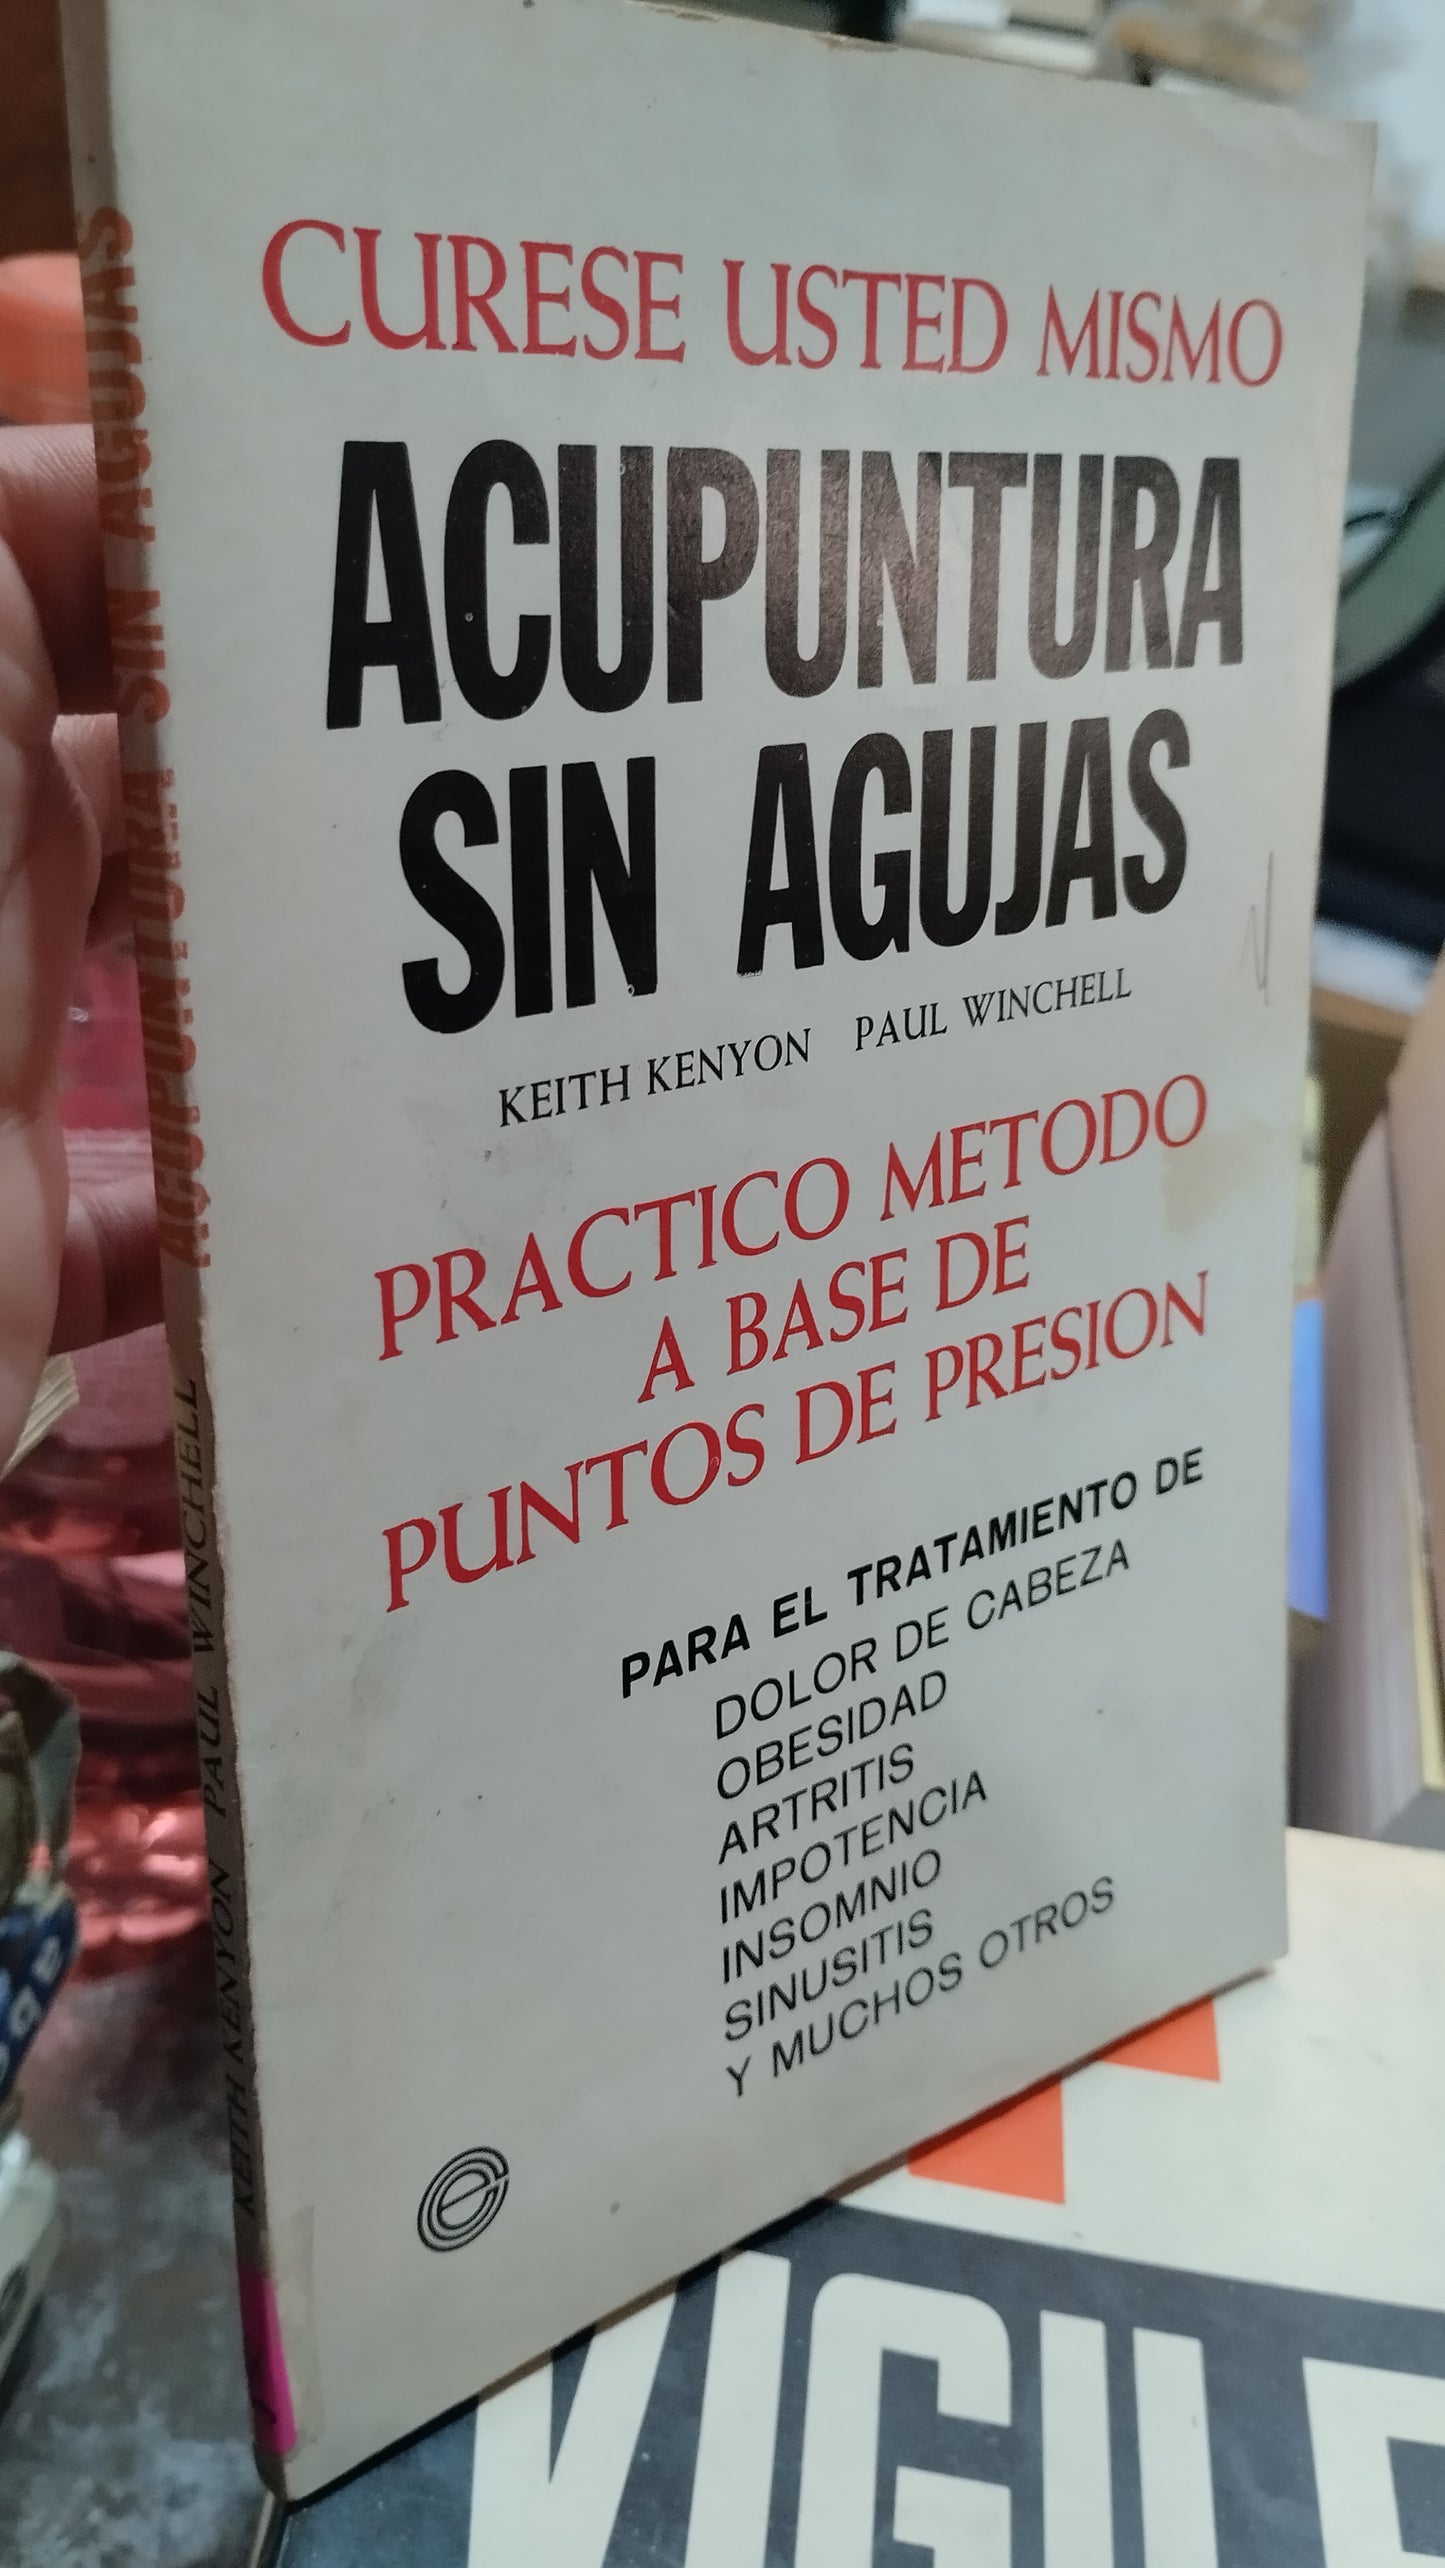 CURESE USTED MISMO
ACUPUNTURA
SIN AGUJAS
KEITH KENYON PAUL WINCHELL
PRACTICO METODO
A BASE DE
PUNTOS DE PRESION
PARA EL TRATAMIENTO DE
DOLOR DE CABEZA
OBESIDAD
ARTRITIS
IMPOTENCIA
INSOMNIO
SINUSITIS
Y MUCHOS OTROS
e
KEITH KENYON PAUL WINCHELL ACUPUNTURA SIN AGUJAS
VIGILE